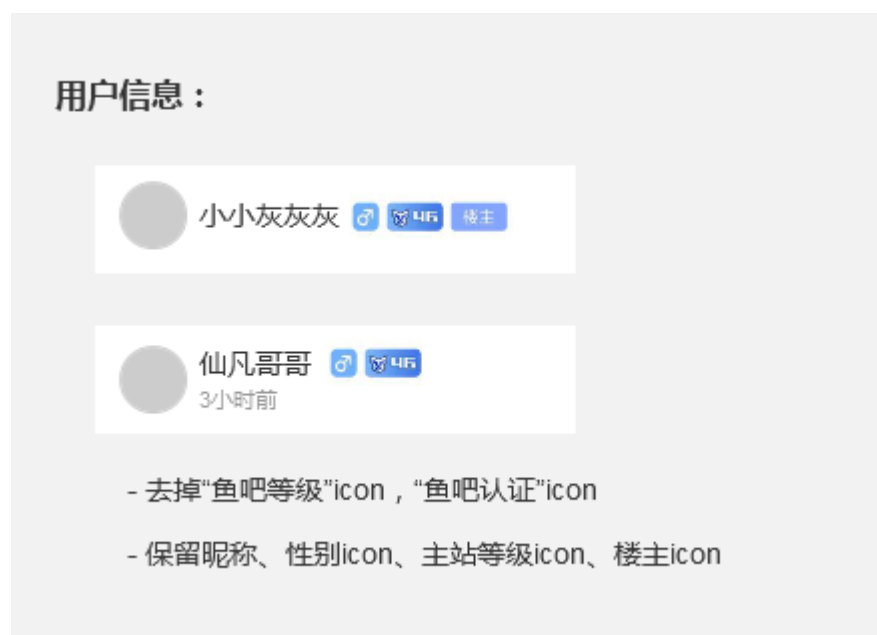 用户信息：
小小灰灰灰 ♂ 46 楼主
仙凡哥哥 ♂ 46
3小时前
- 去掉“鱼吧等级”icon，“鱼吧认证”icon
- 保留昵称、性别icon、主站等级icon、楼主icon